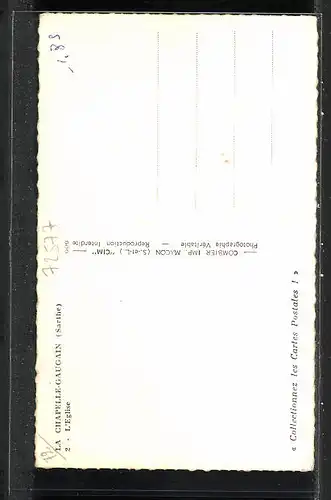 LA CHAPELLE-GAUGAIN (Sarthe)
2 - L'Eglise
72577
COMBIER IMP. MACON (S.-et-L.) "CIM"
Photographie Véritable — Reproduction Interdite
« Collectionnez les Cartes Postales ! »